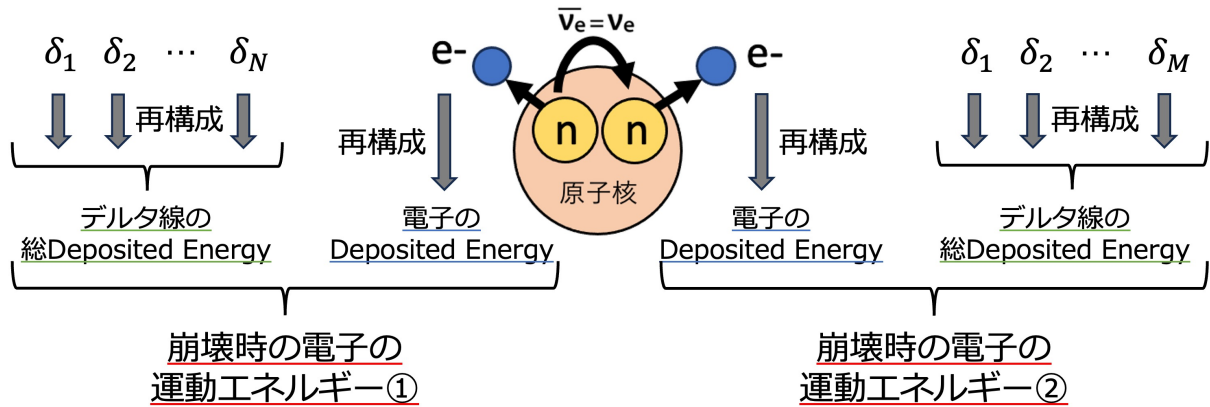 ν̅e=νe
δ1 δ2 ⋯ δN
e-
e-
δ1 δ2 ⋯ δM
再構成
再構成
n
n
再構成
再構成
原子核
デルタ線の
総Deposited Energy
電子の
Deposited Energy
電子の
Deposited Energy
デルタ線の
総Deposited Energy
崩壊時の電子の
運動エネルギー①
崩壊時の電子の
運動エネルギー②